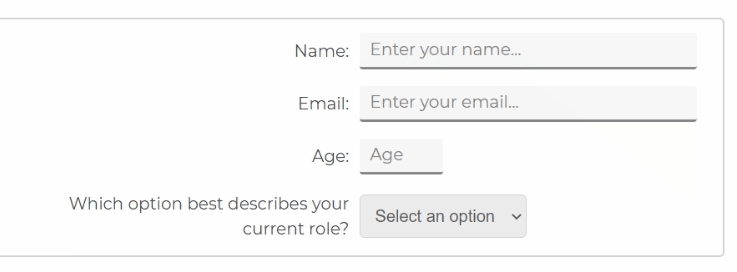 Name: Enter your name...
Email: Enter your email...
Age: Age
Which option best describes your
current role? Select an option